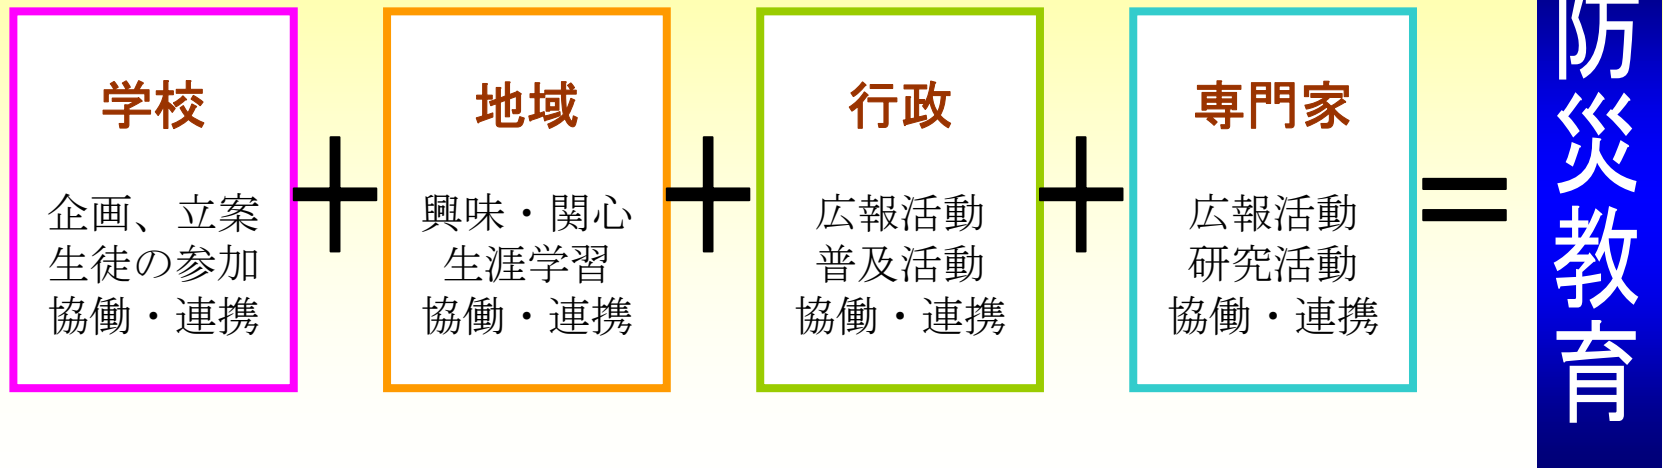 学校
企画、立案
生徒の参加
協働・連携
+
地域
興味・関心
生涯学習
協働・連携
+
行政
広報活動
普及活動
協働・連携
+
専門家
広報活動
研究活動
協働・連携
=
防災教育